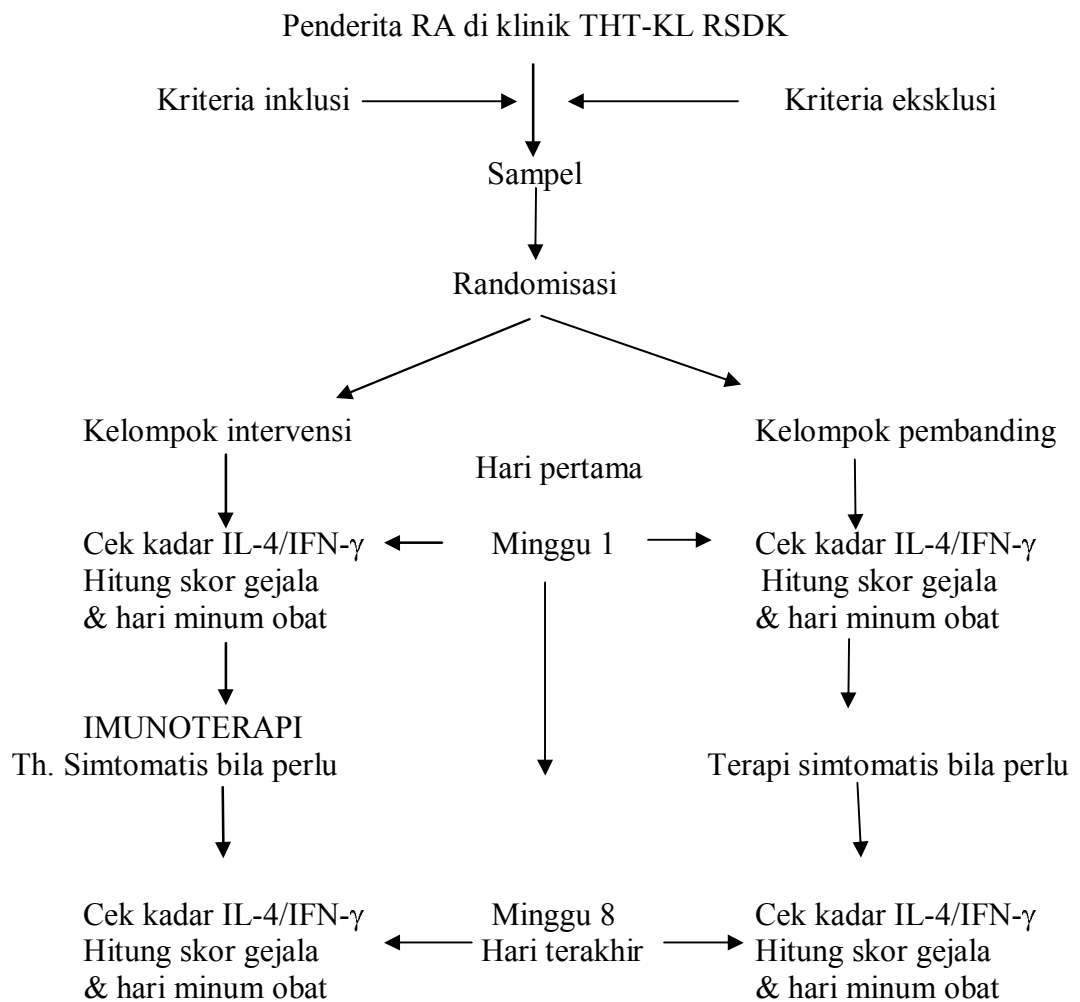 Penderita RA di klinik THT-KL RSDK
Kriteria inklusi
Kriteria eksklusi
Sampel
Randomisasi
Kelompok intervensi
Kelompok pembanding
Hari pertama
Cek kadar IL-4/IFN-γ
Hitung skor gejala
& hari minum obat
Minggu 1
Cek kadar IL-4/IFN-γ
Hitung skor gejala
& hari minum obat
IMUNOTERAPI
Th. Simtomatis bila perlu
Terapi simtomatis bila perlu
Cek kadar IL-4/IFN-γ
Hitung skor gejala
& hari minum obat
Minggu 8
Hari terakhir
Cek kadar IL-4/IFN-γ
Hitung skor gejala
& hari minum obat